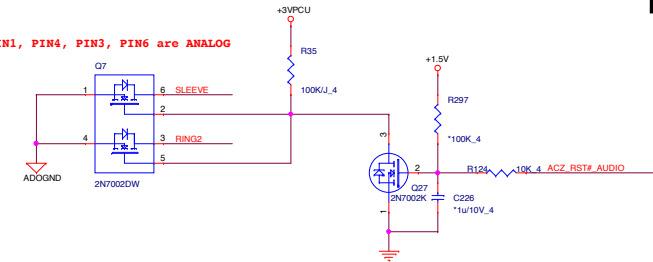 +3VPCU
IN1, PIN4, PIN3, PIN6 are ANALOG
R35
+1.5V
Q7
1
6
SLEEVE
100K/J_4
2
R297
*100K_4
4
3
RING2
3
5
R124
10K_4
ACZ_RST#_AUDIO
2
ADOGND
2N7002DW
Q27
2N7002K
C226
*1u/10V_4
1